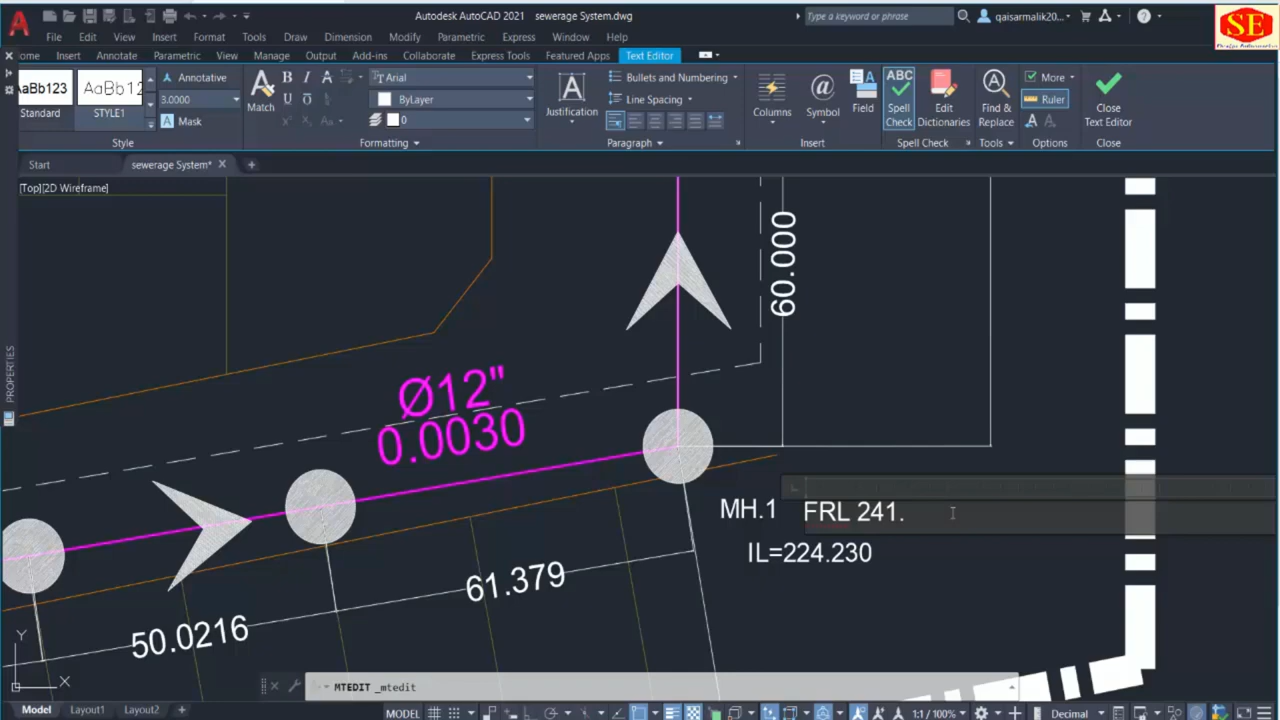 Autodesk AutoCAD 2021 sewerage System.dwg
Type a keyword or phrase
qaisarmalik20...
SE
File Edit View Insert Format Tools Draw Dimension Modify Parametric Express Window Help
ome Insert Annotate Parametric View Manage Output Add-ins Collaborate Express Tools Featured Apps Text Editor
AaBb123 AaBb12
Standard STYLE1
Annotative
3.0000
Mask
Style
Match
B I A
U O
Arial
ByLayer
0
Formatting
Justification
Bullets and Numbering
Line Spacing
Paragraph
Columns
Symbol
Field
Insert
ABC
Spell Check
Edit Dictionaries
Spell Check
Find & Replace
Tools
More
Ruler
Options
Close Text Editor
Close
Start sewerage System*
[Top][2D Wireframe]
PROPERTIES
60.000
Ø12"
0.0030
MH.1 FRL 241.
IL=224.230
61.379
50.0216
Y
X
MTEDIT _mtedit
Model Layout1 Layout2
MODEL 1:1 / 100% Decimal